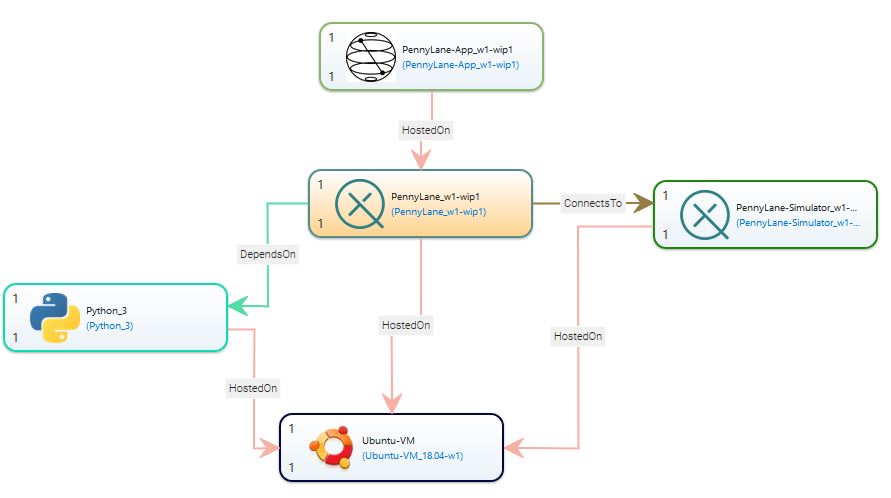 1
PennyLane-App_w1-wip1
(PennyLane-App_w1-wip1)
1
HostedOn
1
PennyLane_w1-wip1
(PennyLane_w1-wip1)
1
ConnectsTo
1
PennyLane-Simulator_w1-...
(PennyLane-Simulator_w1-...
1
DependsOn
1
Python_3
(Python_3)
1
HostedOn
HostedOn
HostedOn
1
Ubuntu-VM
(Ubuntu-VM_18.04-w1)
1